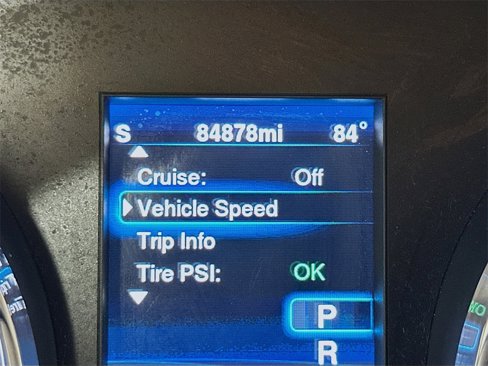 S 84878mi 84°
Cruise: Off
Vehicle Speed
Trip Info
Tire PSI: OK
P
R